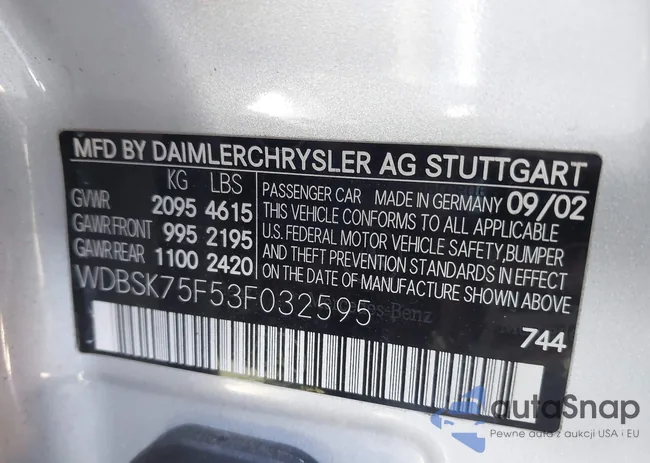 MFD BY DAIMLERCHRYSLER AG STUTTGART
KG LBS
GVWR 2095 4615
GAWR FRONT 995 2195
GAWR REAR 1100 2420
PASSENGER CAR MADE IN GERMANY 09/02
THIS VEHICLE CONFORMS TO ALL APPLICABLE
U.S. FEDERAL MOTOR VEHICLE SAFETY, BUMPER
AND THEFT PREVENTION STANDARDS IN EFFECT
ON THE DATE OF MANUFACTURE SHOWN ABOVE
WDBSK75F53F032595
744
autoSnap
Pewne auta z aukcji USA i EU